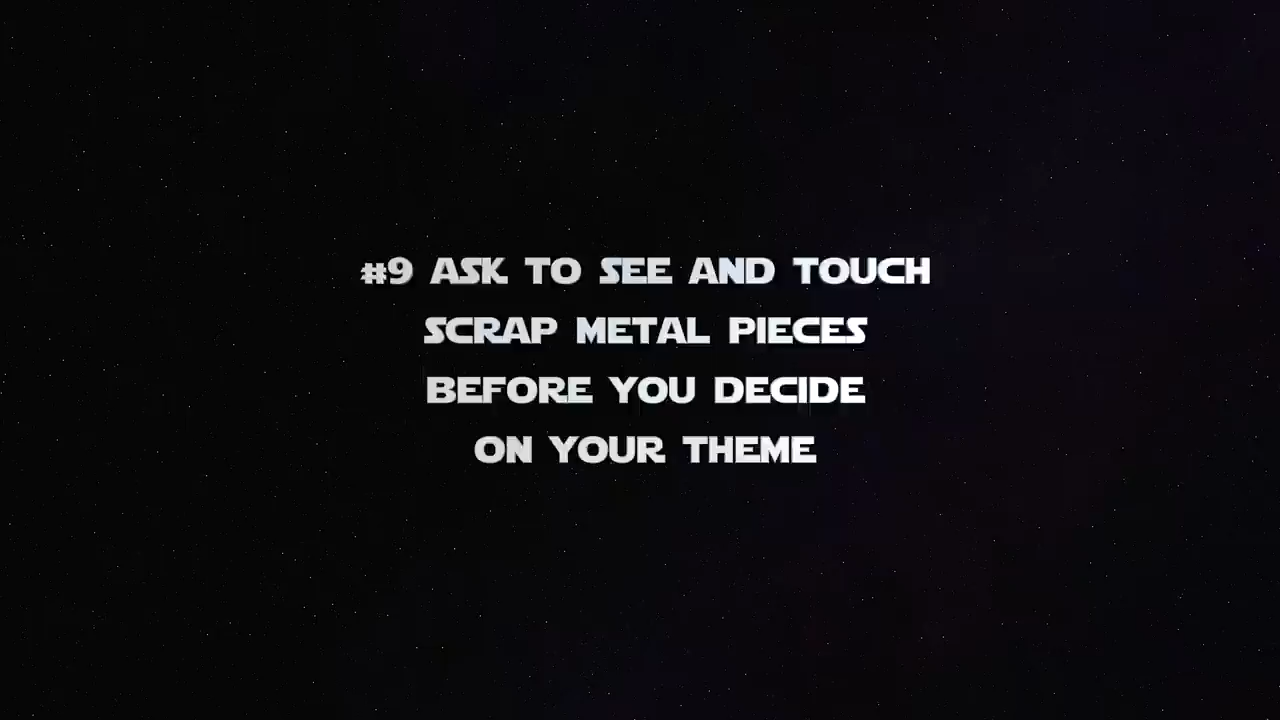 #9 ASK TO SEE AND TOUCH
SCRAP METAL PIECES
BEFORE YOU DECIDE
ON YOUR THEME